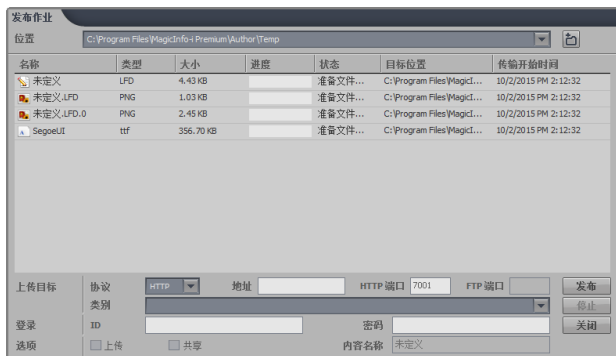 发布作业
位置 C:\Program Files\MagicInfo-i Premium\Author\Temp
名称 类型 大小 进度 状态 目标位置 传输开始时间
未定义 LFD 4.43 KB 准备文件... C:\Program Files\MagicI... 10/2/2015 PM 2:12:32
未定义.LFD PNG 1.03 KB 准备文件... C:\Program Files\MagicI... 10/2/2015 PM 2:12:32
未定义.LFD.0 PNG 2.45 KB 准备文件... C:\Program Files\MagicI... 10/2/2015 PM 2:12:32
SegoeUI ttf 356.70 KB 准备文件... C:\Program Files\MagicI... 10/2/2015 PM 2:12:32
上传目标 协议 HTTP 地址 HTTP 端口 7001 FTP 端口 发布
类别 停止
登录 ID 密码 关闭
选项 上传 共享 内容名称 未定义